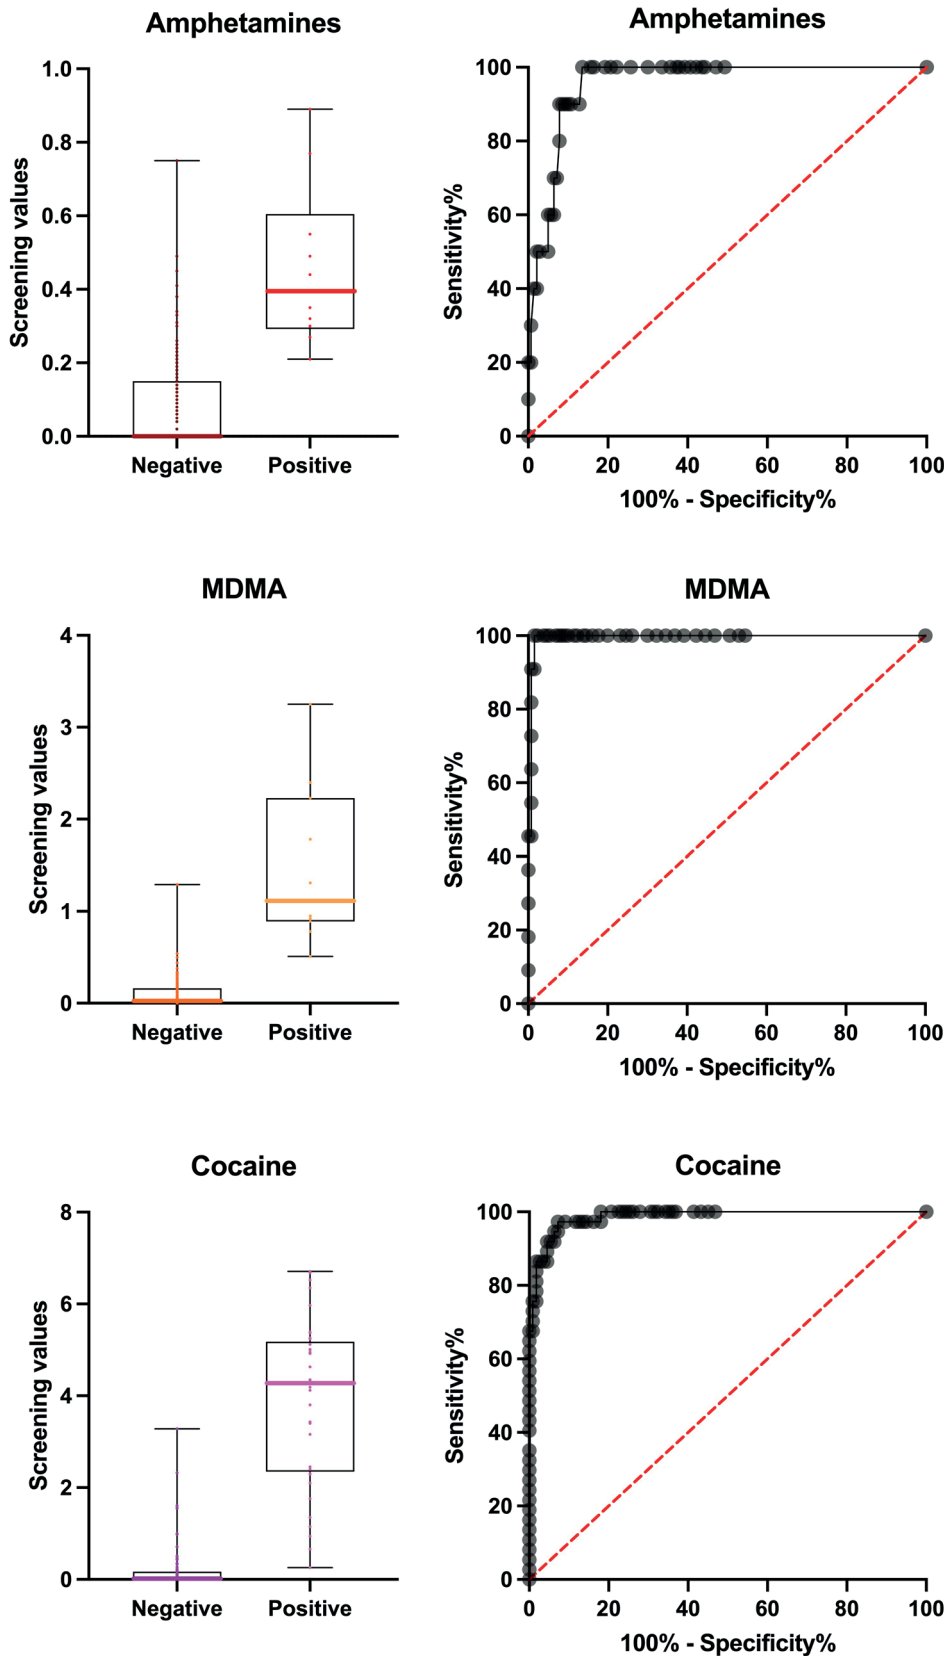 Amphetamines
Screening values
1.0
0.8
0.6
0.4
0.2
0.0
Negative Positive
Amphetamines
Sensitivity%
100
80
60
40
20
0
0 20 40 60 80 100
100% - Specificity%
MDMA
Screening values
4
3
2
1
0
Negative Positive
MDMA
Sensitivity%
100
80
60
40
20
0
0 20 40 60 80 100
100% - Specificity%
Cocaine
Screening values
8
6
4
2
0
Negative Positive
Cocaine
Sensitivity%
100
80
60
40
20
0
0 20 40 60 80 100
100% - Specificity%